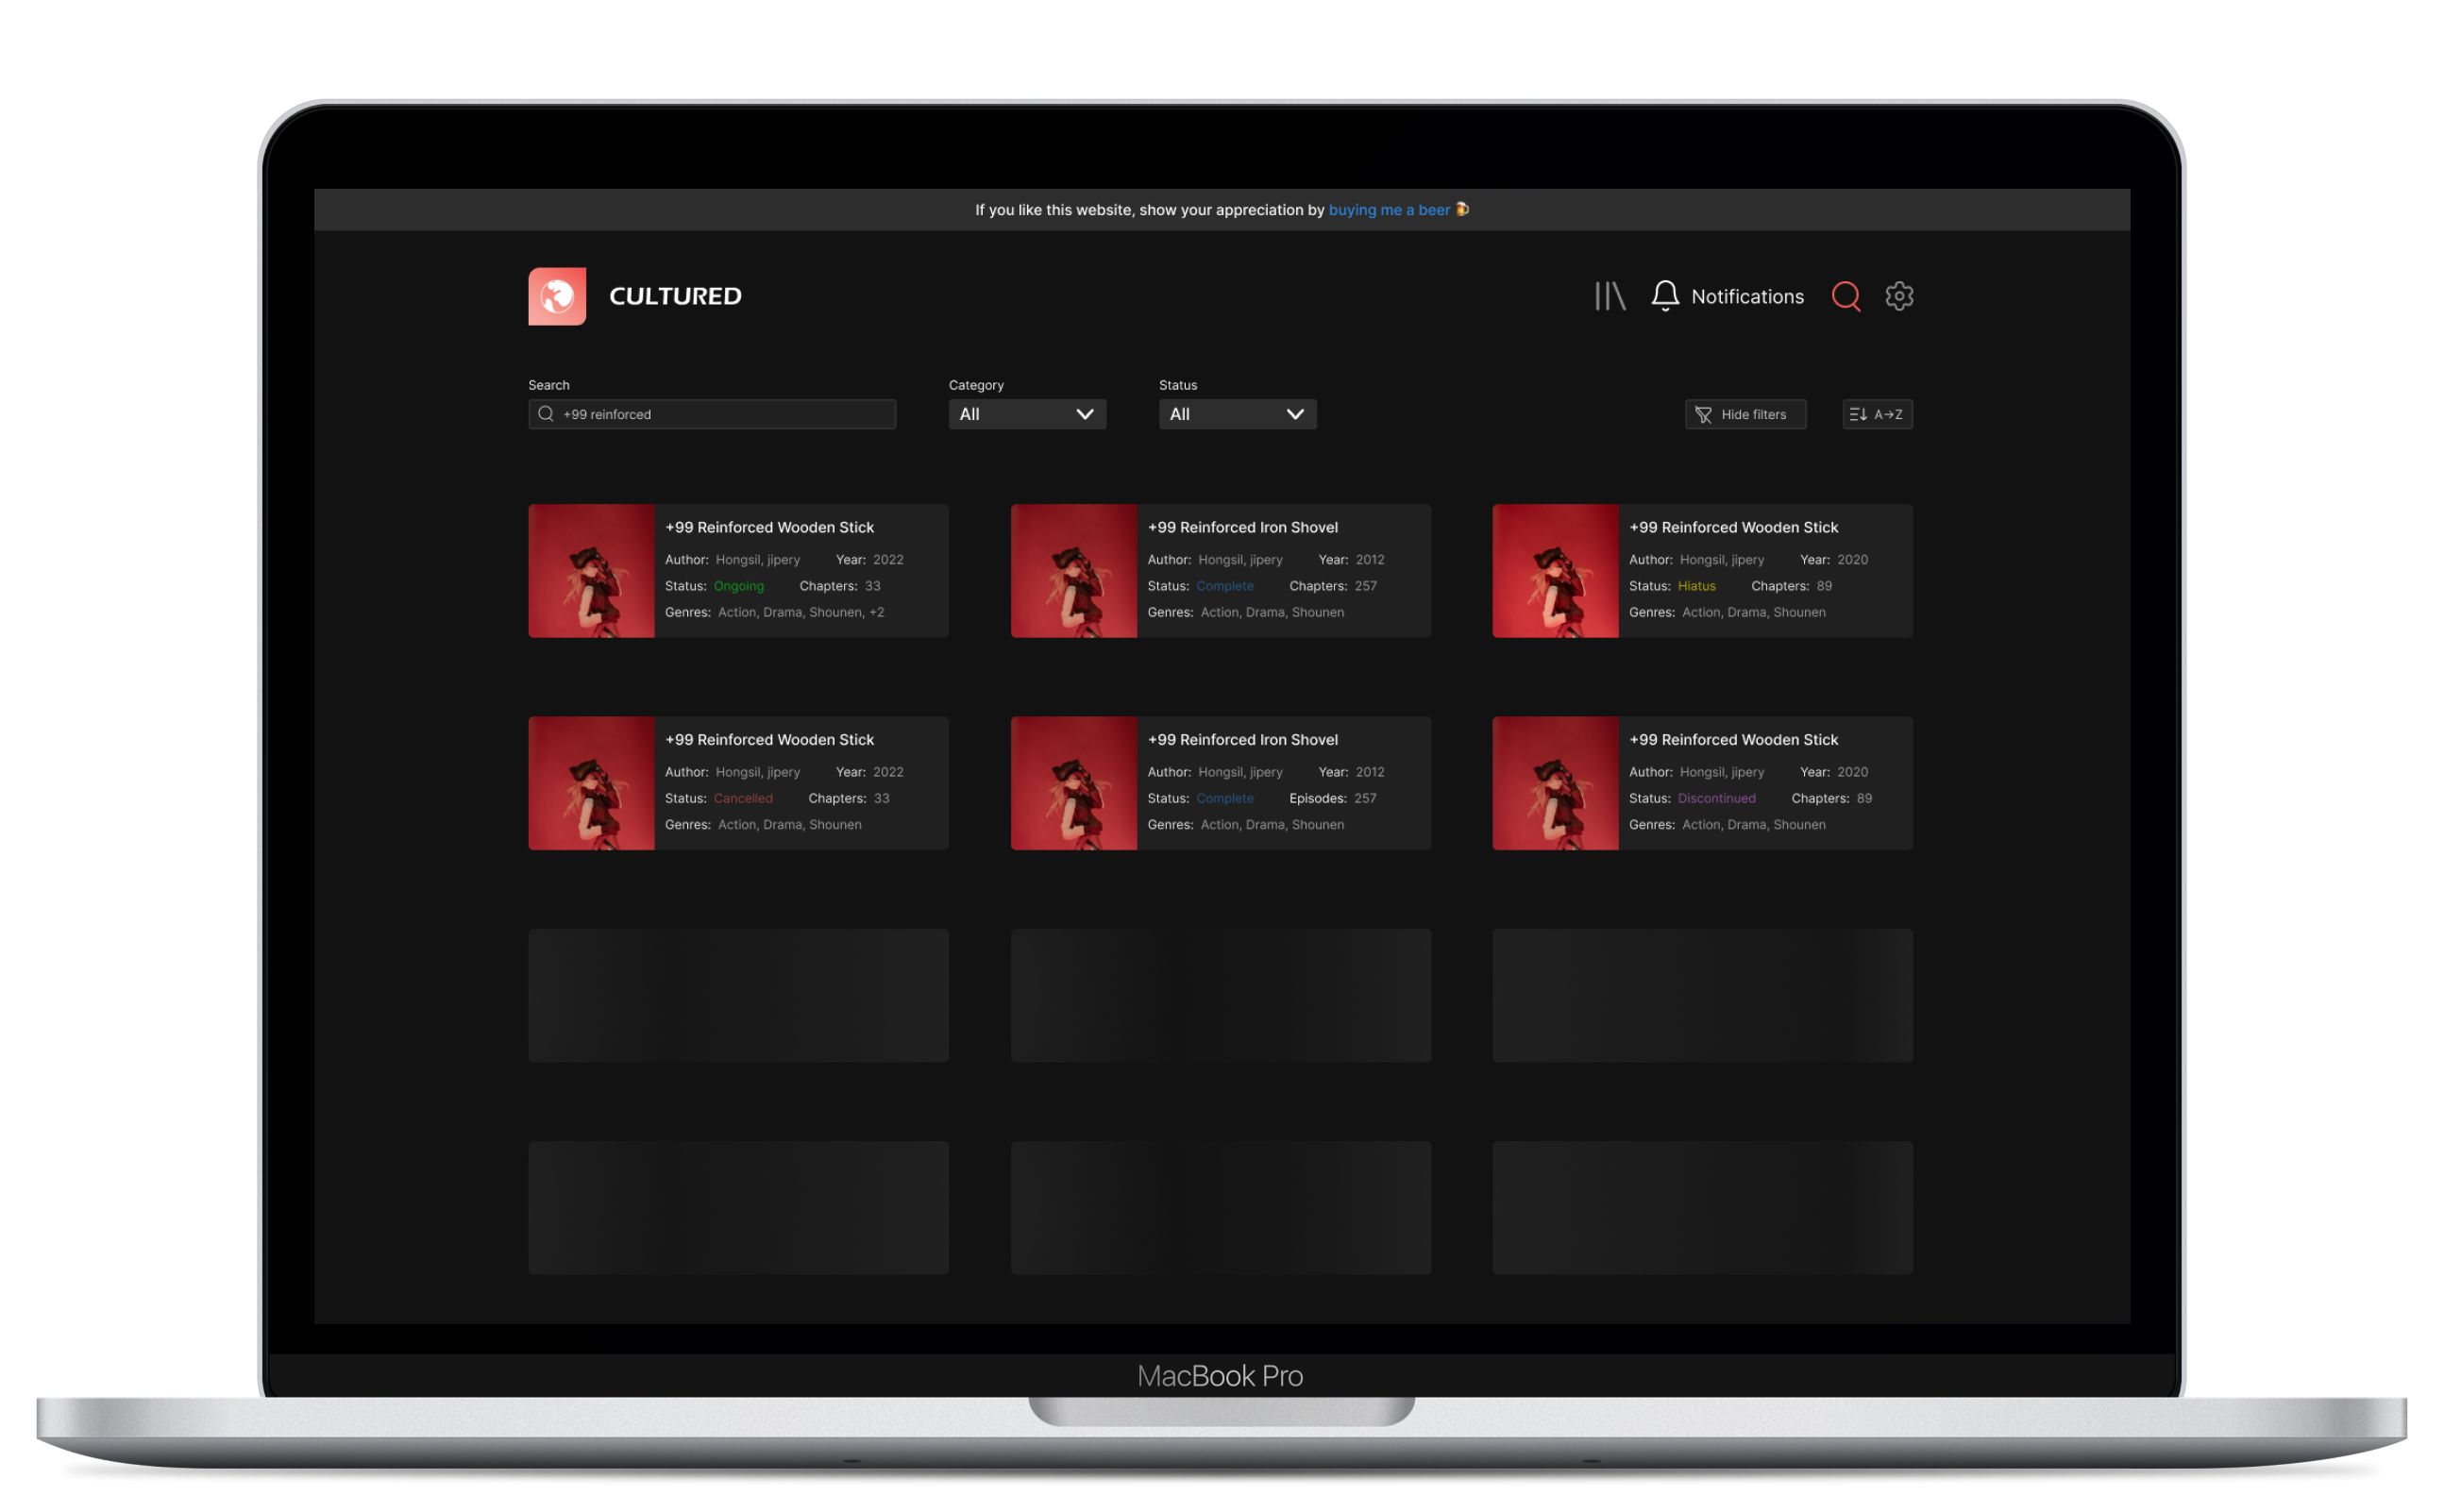 If you like this website, show your appreciation by buying me a beer 🍺
CULTURED
Notifications
Search
Category
Status
+99 reinforced
All
All
Hide filters
A→Z
+99 Reinforced Wooden Stick
Author: Hongsil, jipery Year: 2022
Status: Ongoing Chapters: 33
Genres: Action, Drama, Shounen, +2
+99 Reinforced Iron Shovel
Author: Hongsil, jipery Year: 2012
Status: Complete Chapters: 257
Genres: Action, Drama, Shounen
+99 Reinforced Wooden Stick
Author: Hongsil, jipery Year: 2020
Status: Hiatus Chapters: 89
Genres: Action, Drama, Shounen
+99 Reinforced Wooden Stick
Author: Hongsil, jipery Year: 2022
Status: Cancelled Chapters: 33
Genres: Action, Drama, Shounen
+99 Reinforced Iron Shovel
Author: Hongsil, jipery Year: 2012
Status: Complete Episodes: 257
Genres: Action, Drama, Shounen
+99 Reinforced Wooden Stick
Author: Hongsil, jipery Year: 2020
Status: Discontinued Chapters: 89
Genres: Action, Drama, Shounen
MacBook Pro